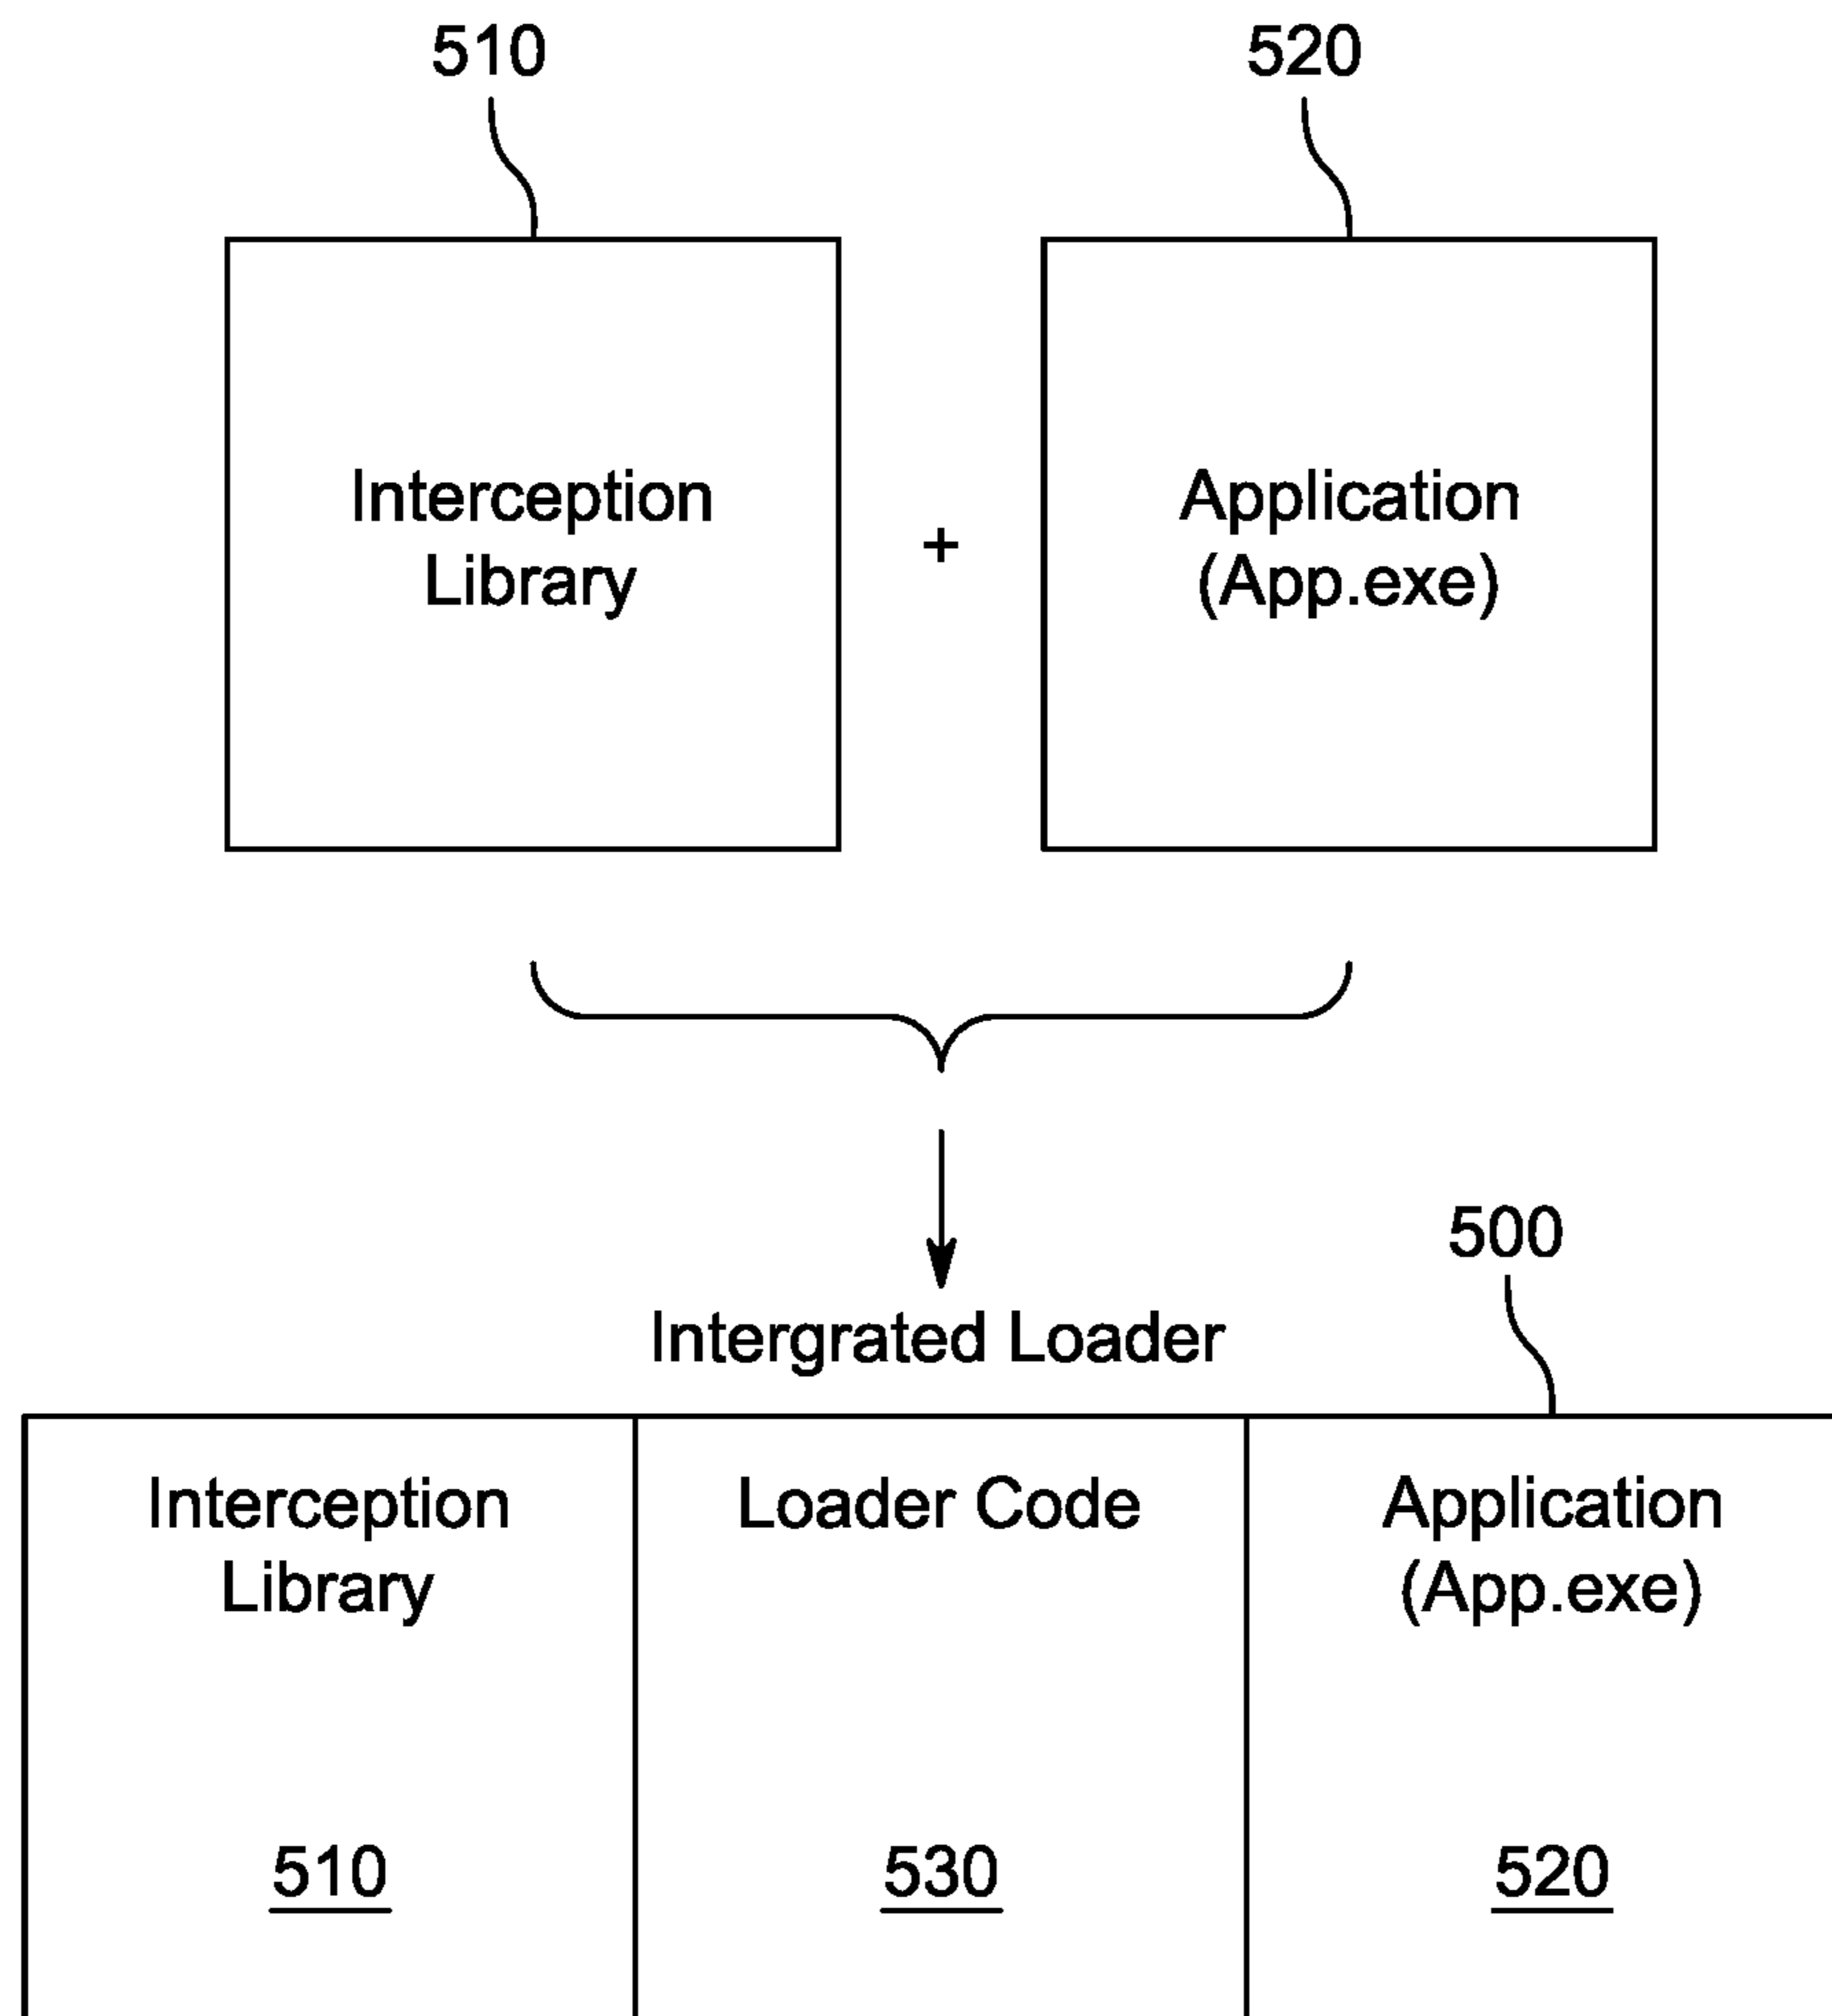 510
520
Interception
Library
+
Application
(App.exe)
500
Intergrated Loader
Interception
Library
Loader Code
Application
(App.exe)
510
530
520